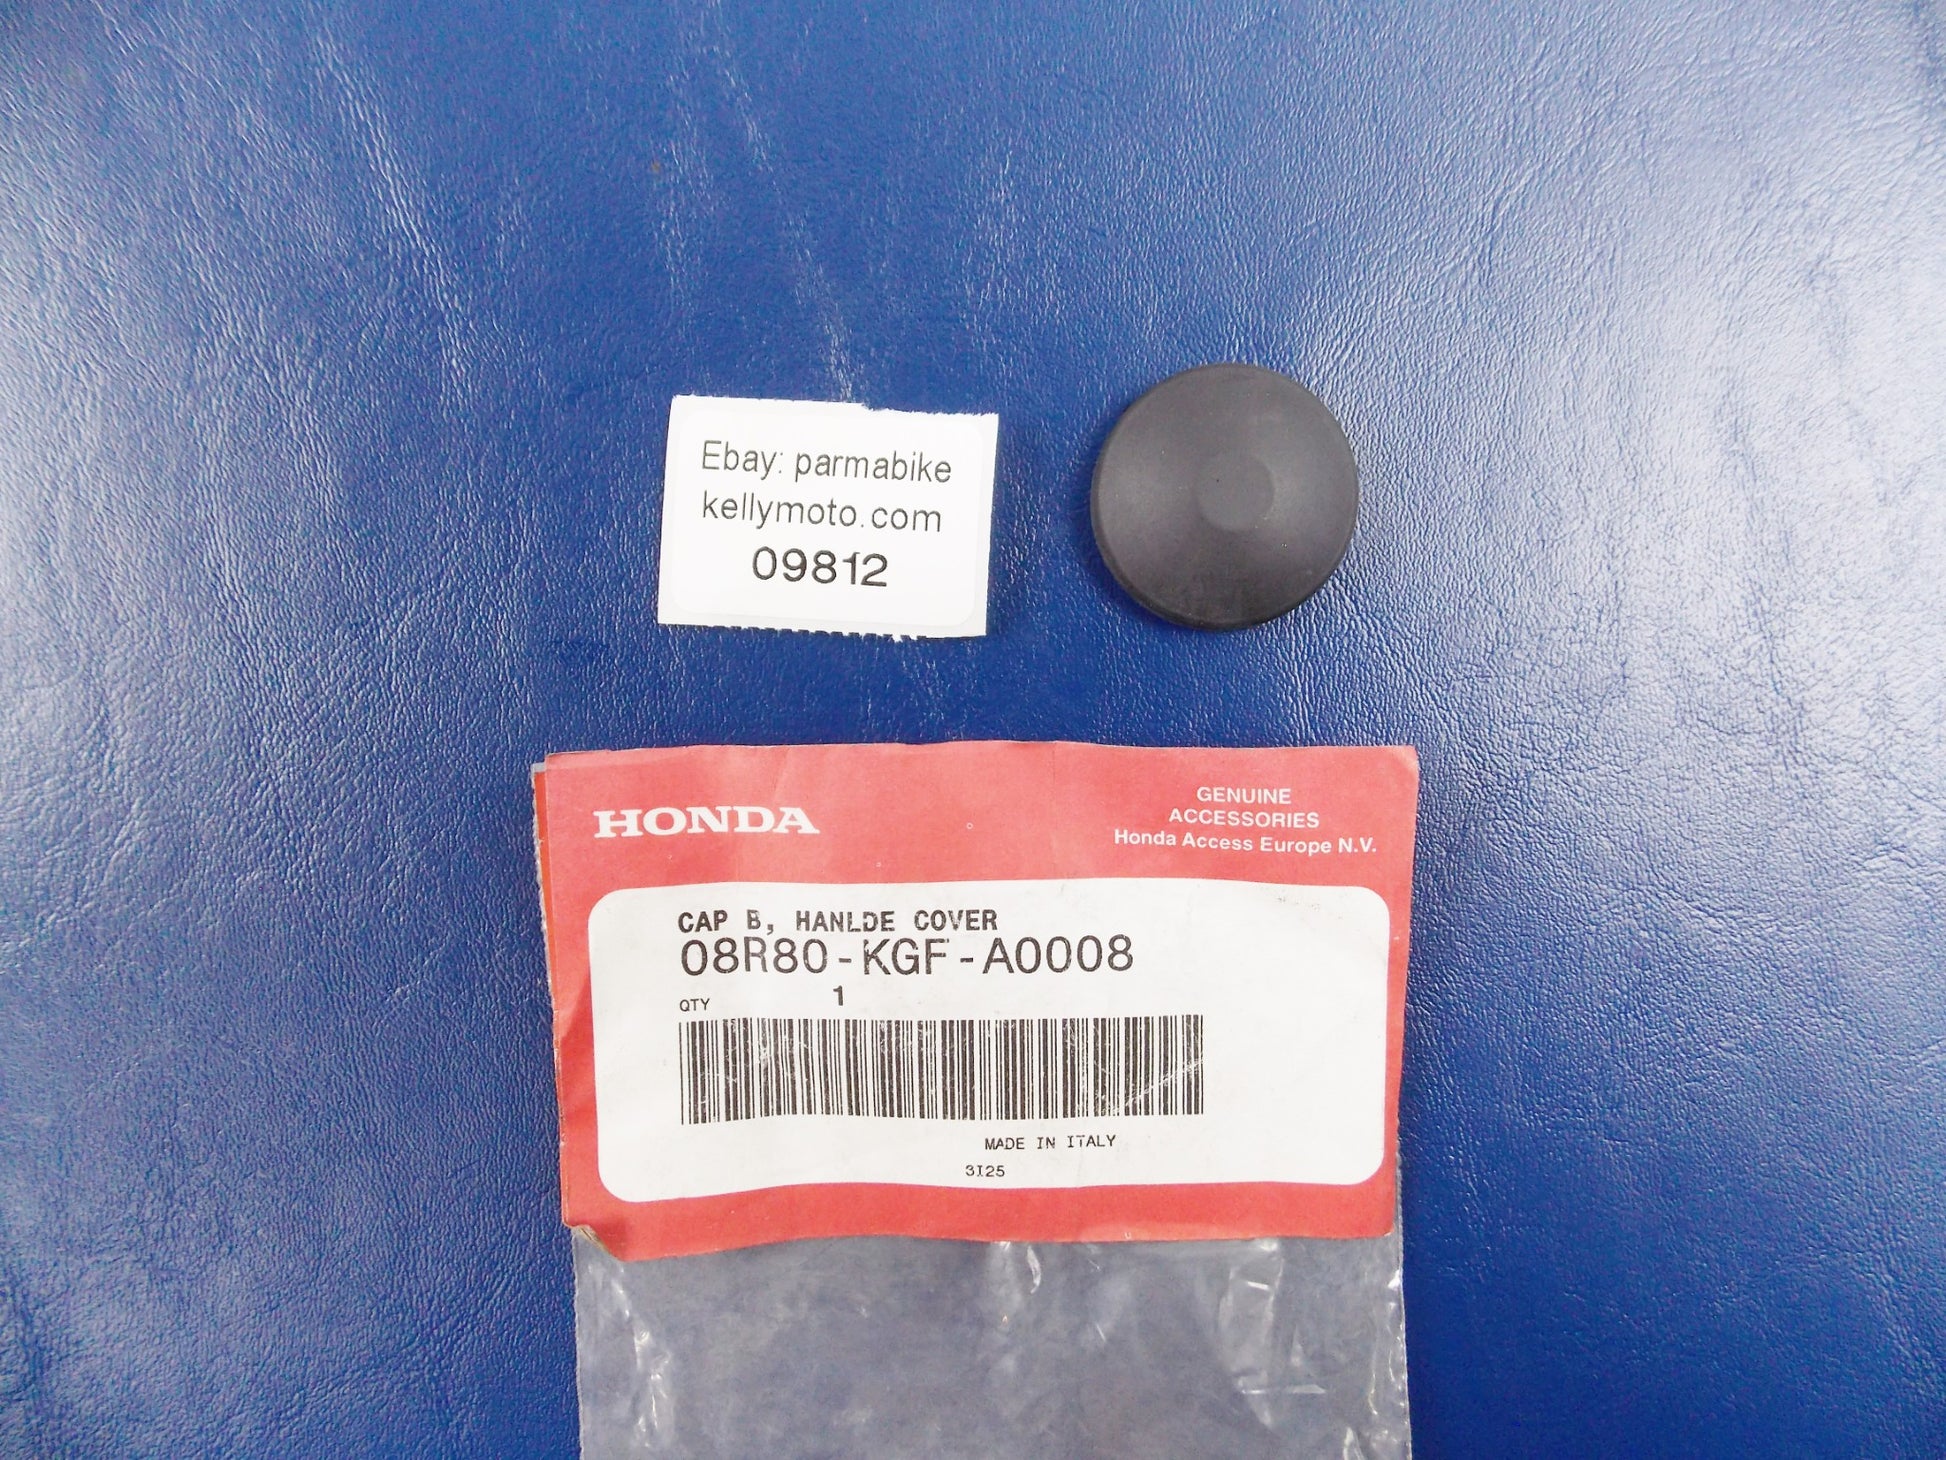 Ebay: parmabike
kellymoto.com
09812
HONDA
GENUINE
ACCESSORIES
Honda Access Europe N.V.
CAP B, HANLDE COVER
08R80-KGF-A0008
QTY 1
MADE IN ITALY
3I25